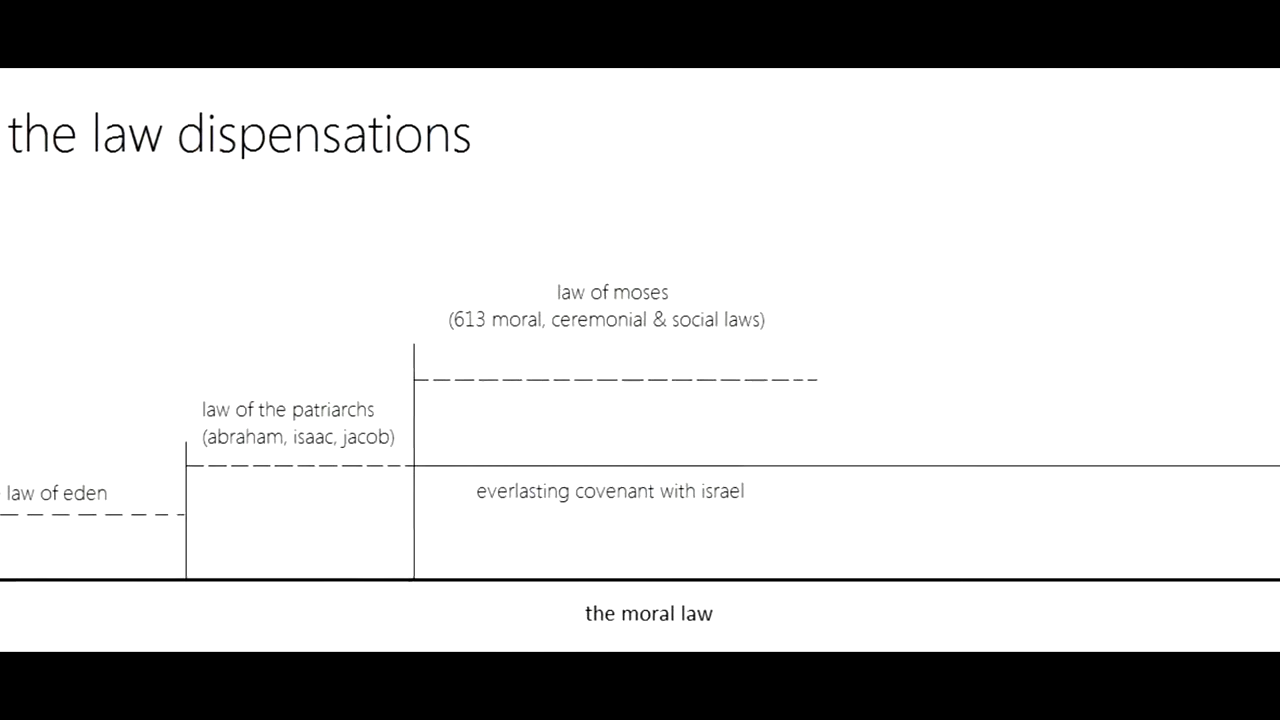 the law dispensations
law of moses
(613 moral, ceremonial & social laws)
law of the patriarchs
(abraham, isaac, jacob)
law of eden
everlasting covenant with israel
the moral law